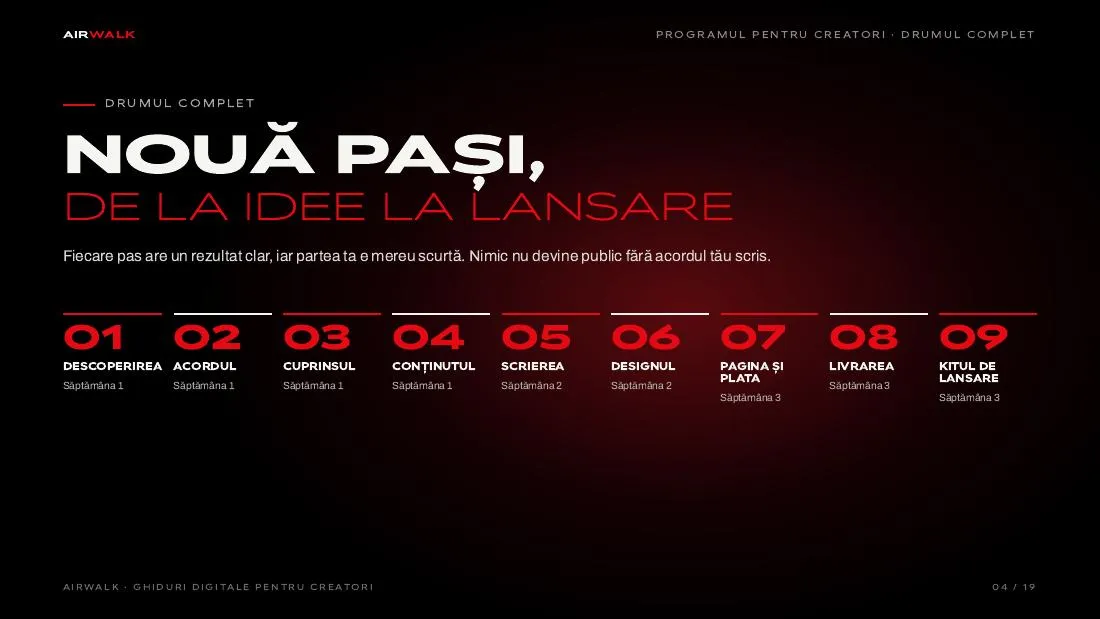 AIRWALK
PROGRAMUL PENTRU CREATORI · DRUMUL COMPLET
DRUMUL COMPLET
NOUĂ PAȘI,
DE LA IDEE LA LANSARE
Fiecare pas are un rezultat clar, iar partea ta e mereu scurtă. Nimic nu devine public fără acordul tău scris.
01
DESCOPERIREA
Săptămâna 1
02
ACORDUL
Săptămâna 1
03
CUPRINSUL
Săptămâna 1
04
CONȚINUTUL
Săptămâna 1
05
SCRIEREA
Săptămâna 2
06
DESIGNUL
Săptămâna 2
07
PAGINA ȘI
PLATA
Săptămâna 3
08
LIVRAREA
Săptămâna 3
09
KITUL DE
LANSARE
Săptămâna 3
AIRWALK · GHIDURI DIGITALE PENTRU CREATORI
04 / 19